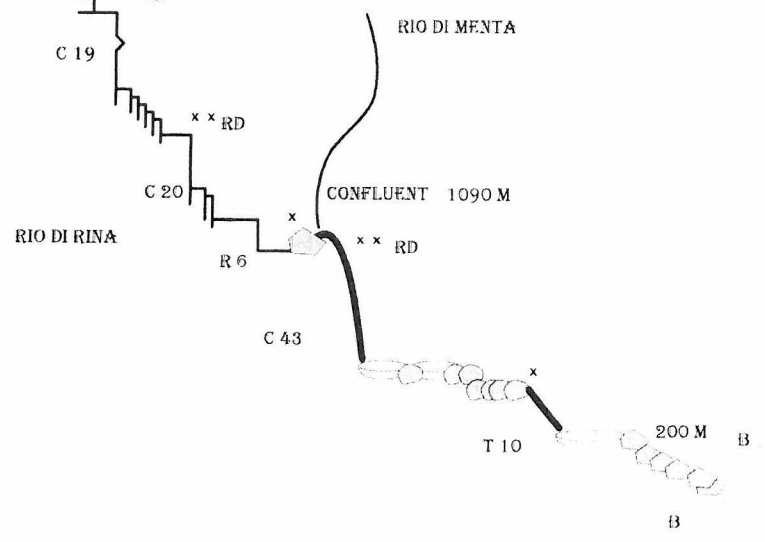 RIO DI MENTA
C 19
x x RD
C 20
CONFLUENT 1090 M
x
RIO DI RINA
x x RD
R 6
C 43
x
T 10
200 M
B
B